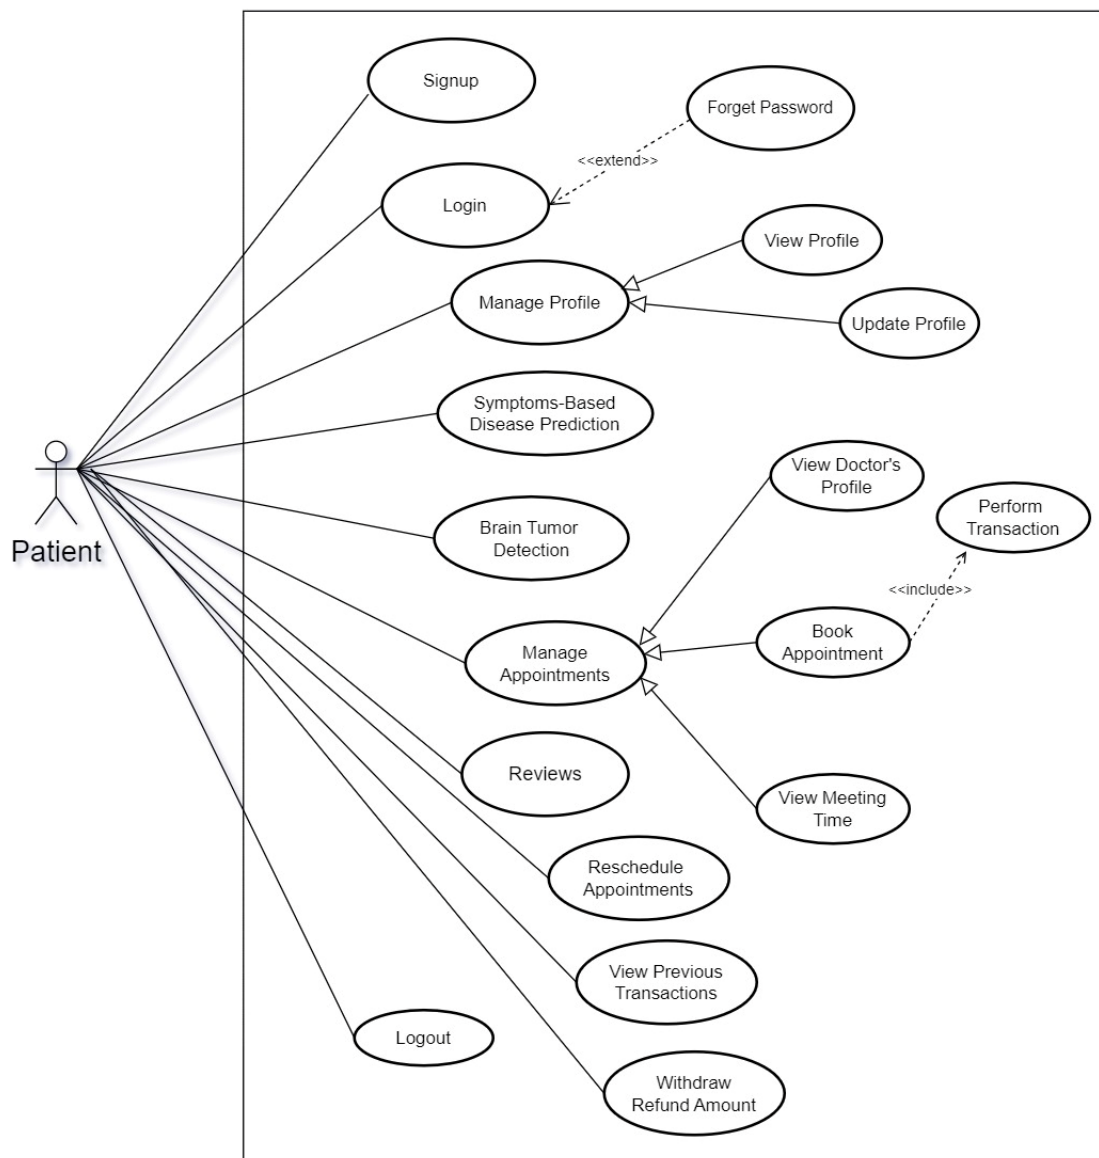 Signup
Forget Password
<<extend>>
Login
View Profile
Manage Profile
Update Profile
Symptoms-Based
Disease Prediction
View Doctor's
Profile
Perform
Transaction
Brain Tumor
Detection
Patient
<<include>>
Book
Appointment
Manage
Appointments
Reviews
View Meeting
Time
Reschedule
Appointments
View Previous
Transactions
Logout
Withdraw
Refund Amount